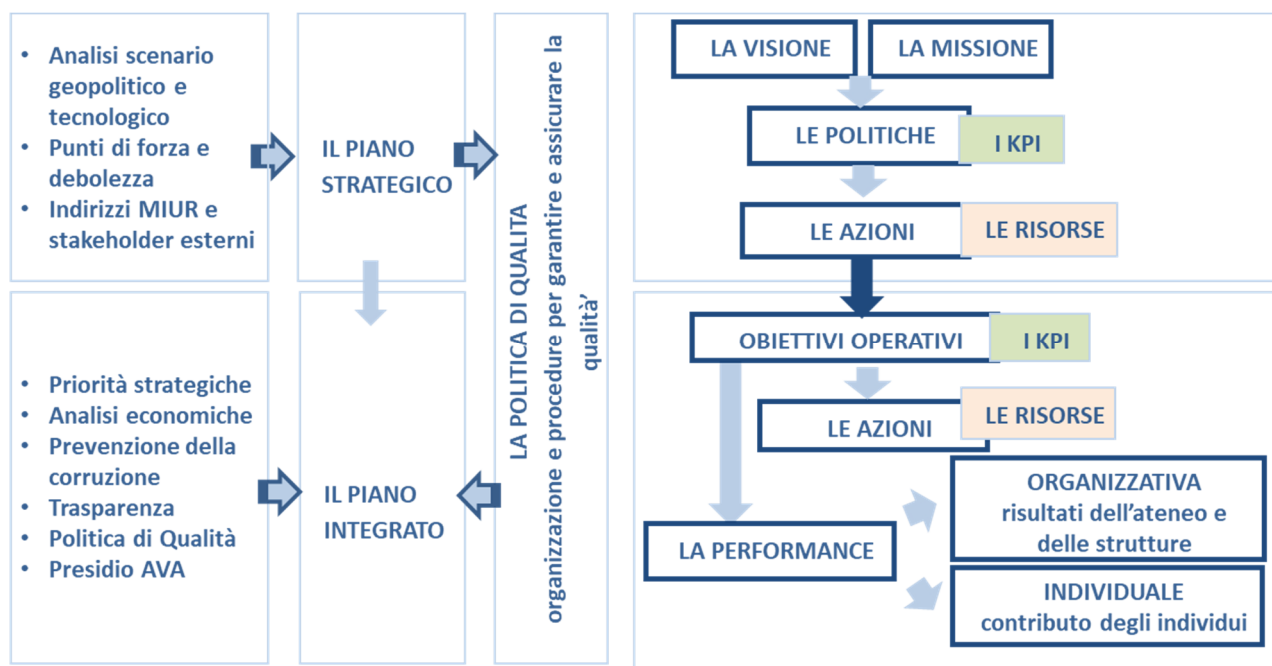 • Analisi scenario
geopolitico e
tecnologico
• Punti di forza e
debolezza
• Indirizzi MIUR e
stakeholder esterni
IL PIANO
STRATEGICO
• Priorità strategiche
• Analisi economiche
• Prevenzione della
corruzione
• Trasparenza
• Politica di Qualità
• Presidio AVA
IL PIANO
INTEGRATO
LA POLITICA DI QUALITA
organizzazione e procedure per garantire e assicurare la
qualità’
LA VISIONE
LA MISSIONE
LE POLITICHE
I KPI
LE AZIONI
LE RISORSE
OBIETTIVI OPERATIVI
I KPI
LE AZIONI
LE RISORSE
LA PERFORMANCE
ORGANIZZATIVA
risultati dell’ateneo e
delle strutture
INDIVIDUALE
contributo degli individui